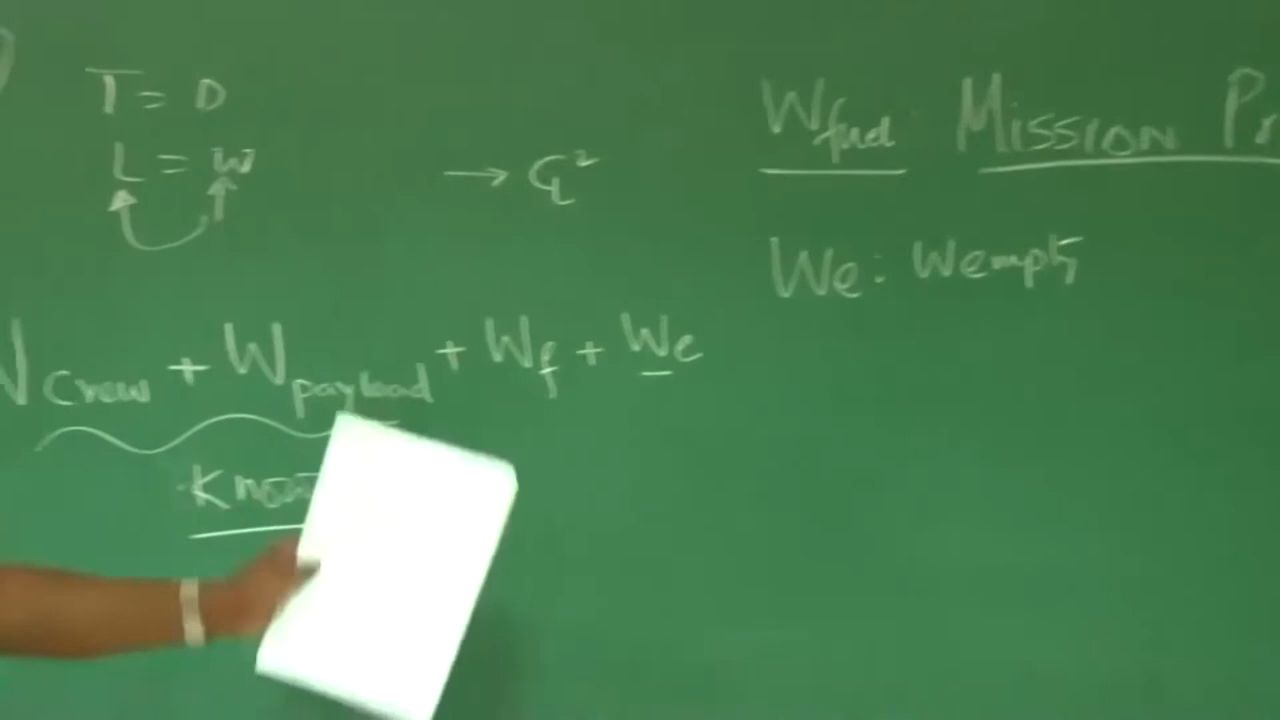 T = D
L = W
→ CL²
Wfuel Mission Pr
We: Wempty
Wcrew + Wpayload + Wf + We